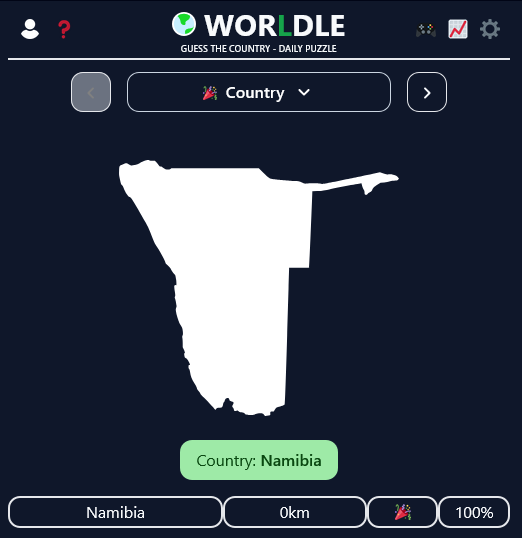 WORLDLE
GUESS THE COUNTRY - DAILY PUZZLE
Country
Country: Namibia
Namibia 0km 100%